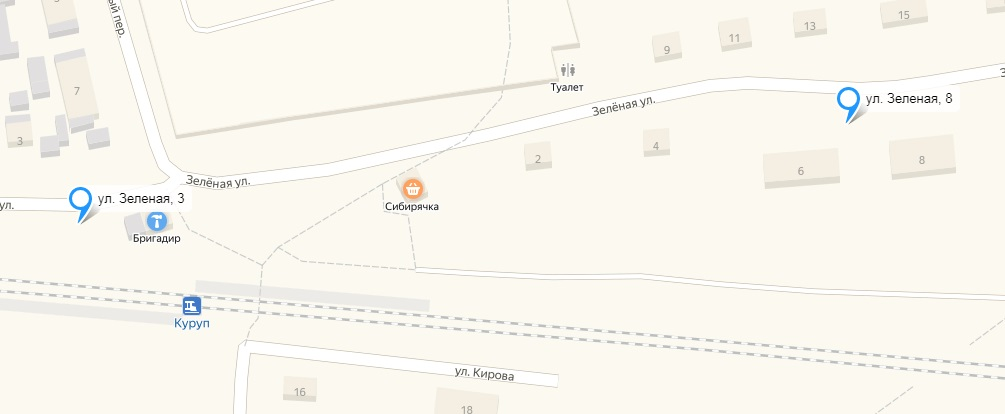 ый пер.
15
13
11
9
7
3
Туалет
Зелёная ул.
ул. Зеленая, 8
З
2
4
6
8
Зелёная ул.
ул. Зеленая, 3
ул.
Сибирячка
Бригадир
Куруп
ул. Кирова
16
18